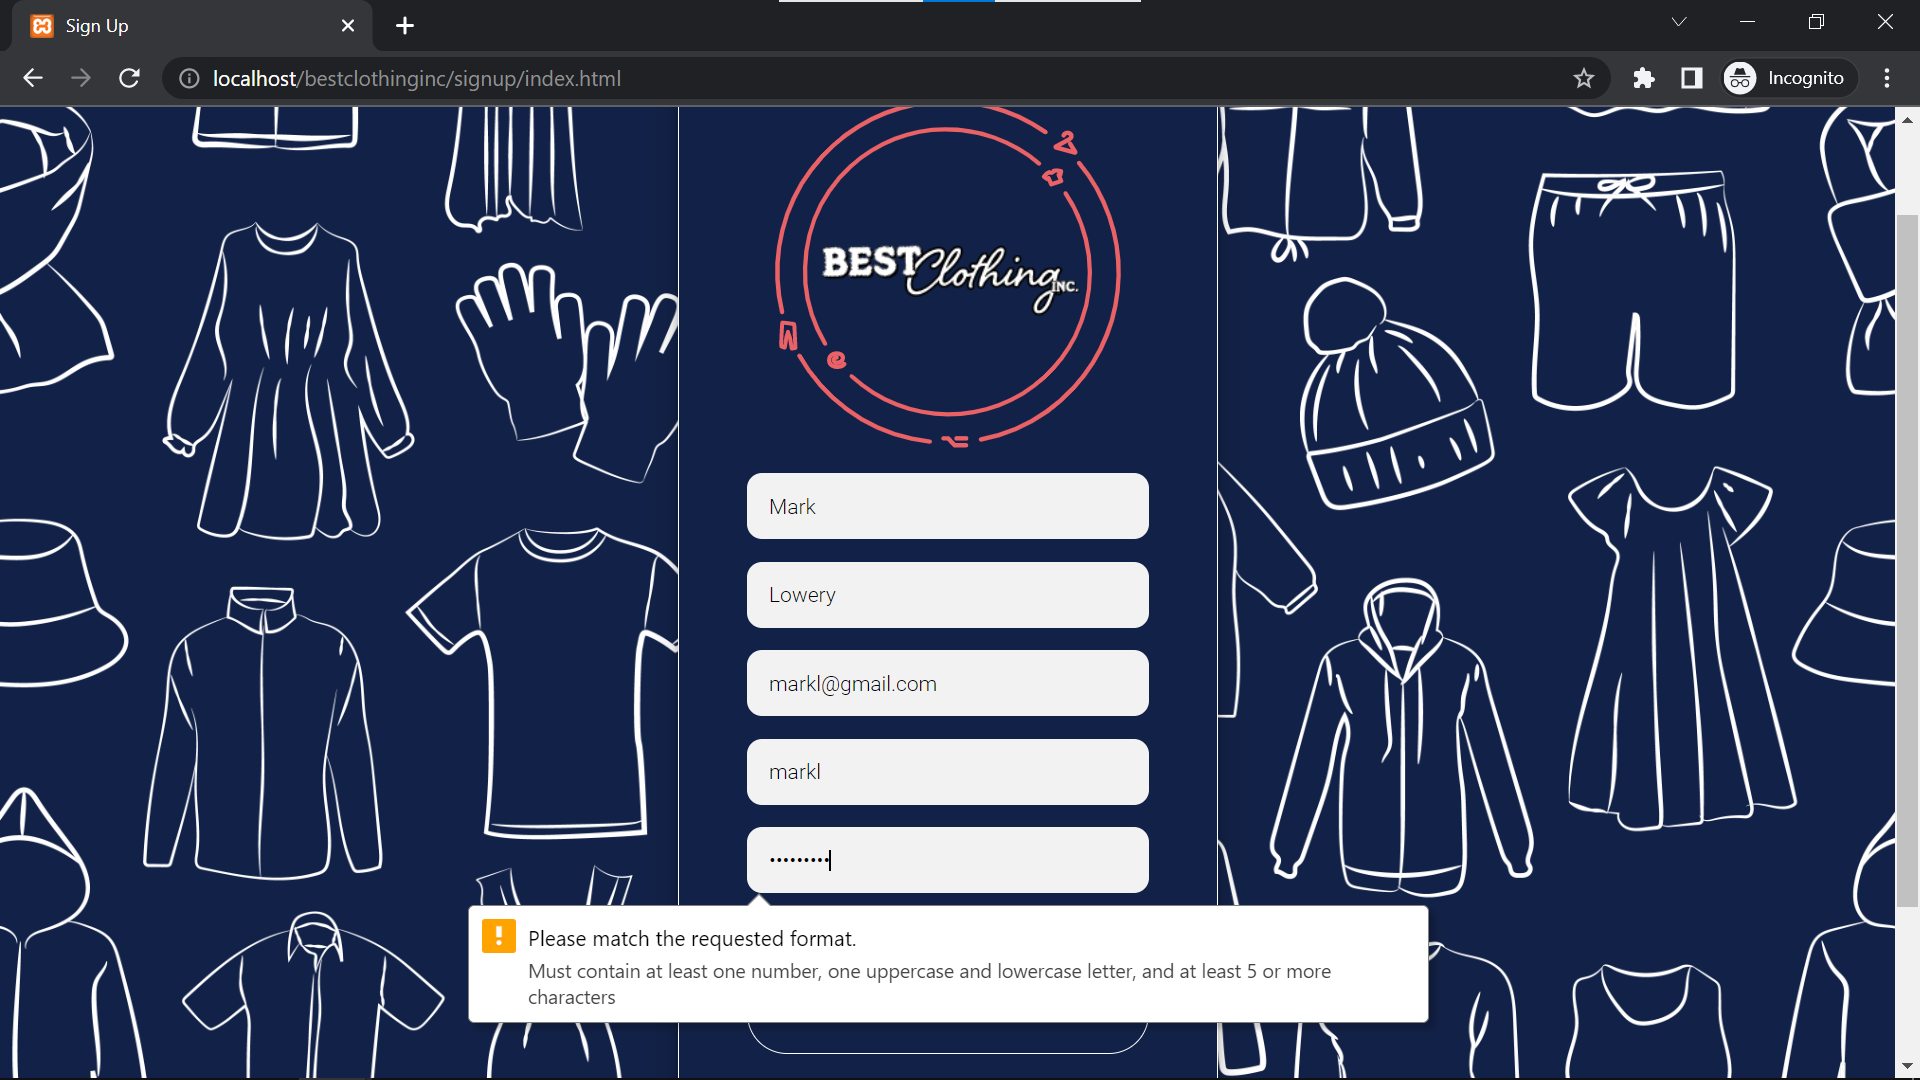 Sign Up
localhost/bestclothinginc/signup/index.html
Incognito
BEST Clothing INC.
Mark
Lowery
markl@gmail.com
markl
•••••••••
Please match the requested format.
Must contain at least one number, one uppercase and lowercase letter, and at least 5 or more
characters